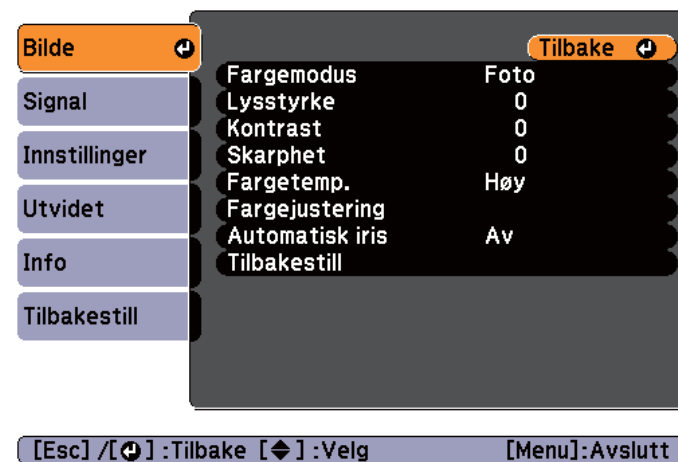 Bilde
Signal
Innstillinger
Utvidet
Info
Tilbakestill
Tilbake
Fargemodus Foto
Lysstyrke 0
Kontrast 0
Skarphet 0
Fargetemp. Høy
Fargejustering
Automatisk iris Av
Tilbakestill
[Esc] /[ ] :Tilbake [ ] :Velg [Menu]:Avslutt